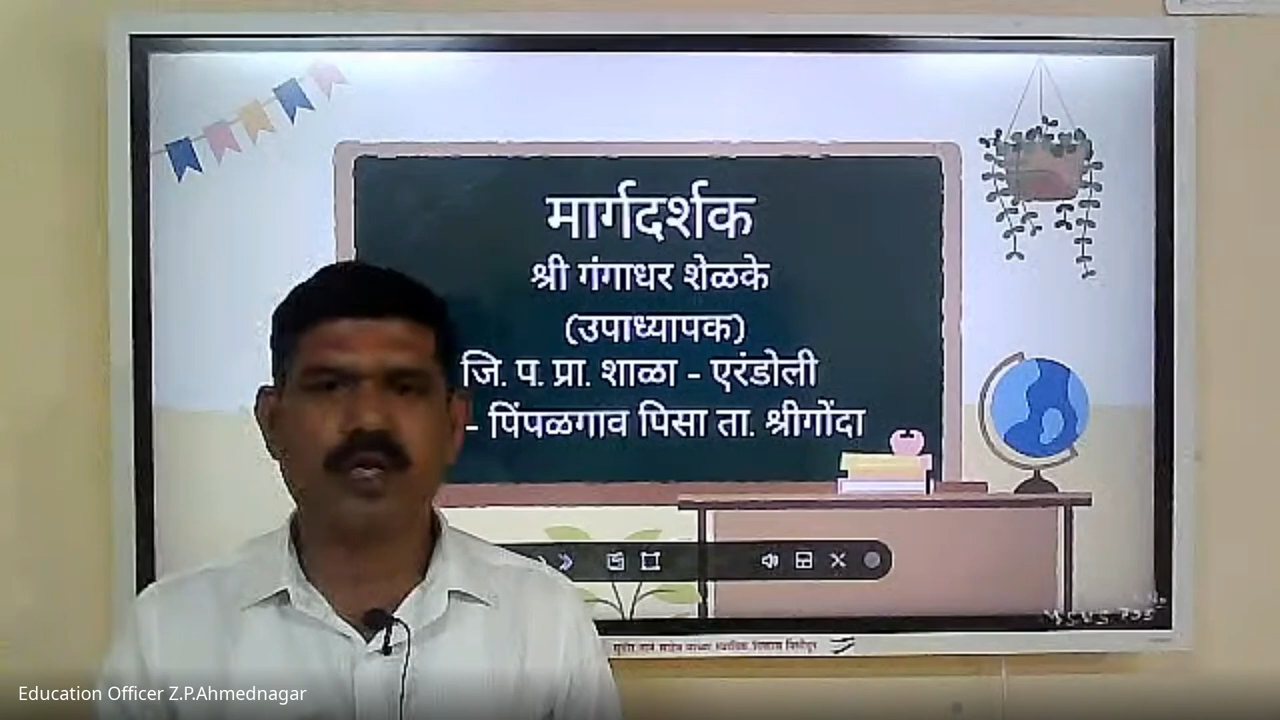 मार्गदर्शक
श्री गंगाधर शेळके
(उपाध्यापक)
जि. प. प्रा. शाळा - एरंडोली
- पिंपळगाव पिसा ता. श्रीगोंदा
Education Officer Z.P.Ahmednagar